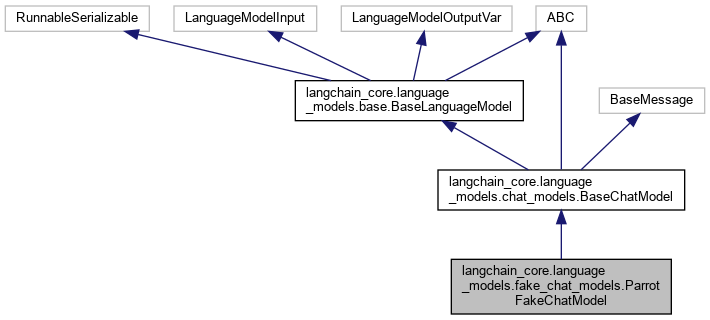 RunnableSerializable
LanguageModelInput
LanguageModelOutputVar
ABC
langchain_core.language
_models.base.BaseLanguageModel
BaseMessage
langchain_core.language
_models.chat_models.BaseChatModel
langchain_core.language
_models.fake_chat_models.Parrot
FakeChatModel